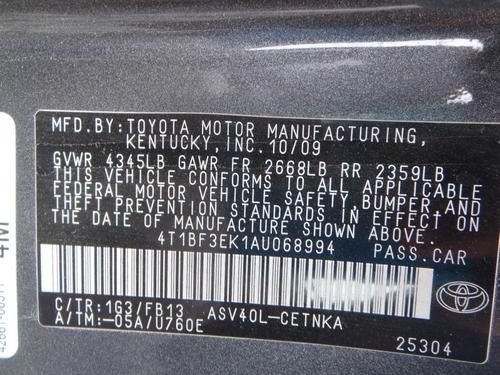 MFD.BY: TOYOTA MOTOR MANUFACTURING,
KENTUCKY, INC. 10/09
GVWR 4345LB GAWR FR 2668LB RR 2359LB
THIS VEHICLE CONFORMS TO ALL APPLICABLE
FEDERAL MOTOR VEHICLE SAFETY, BUMPER AND
THEFT PREVENTION STANDARDS IN EFFECT ON
THE DATE OF MANUFACTURE SHOWN ABOVE.
4T1BF3EK1AU068994 PASS.CAR
C/TR:1G3/FB13 ASV40L-CETNKA
A/TM:-05A/U760E
25304
TOYOTA
4M